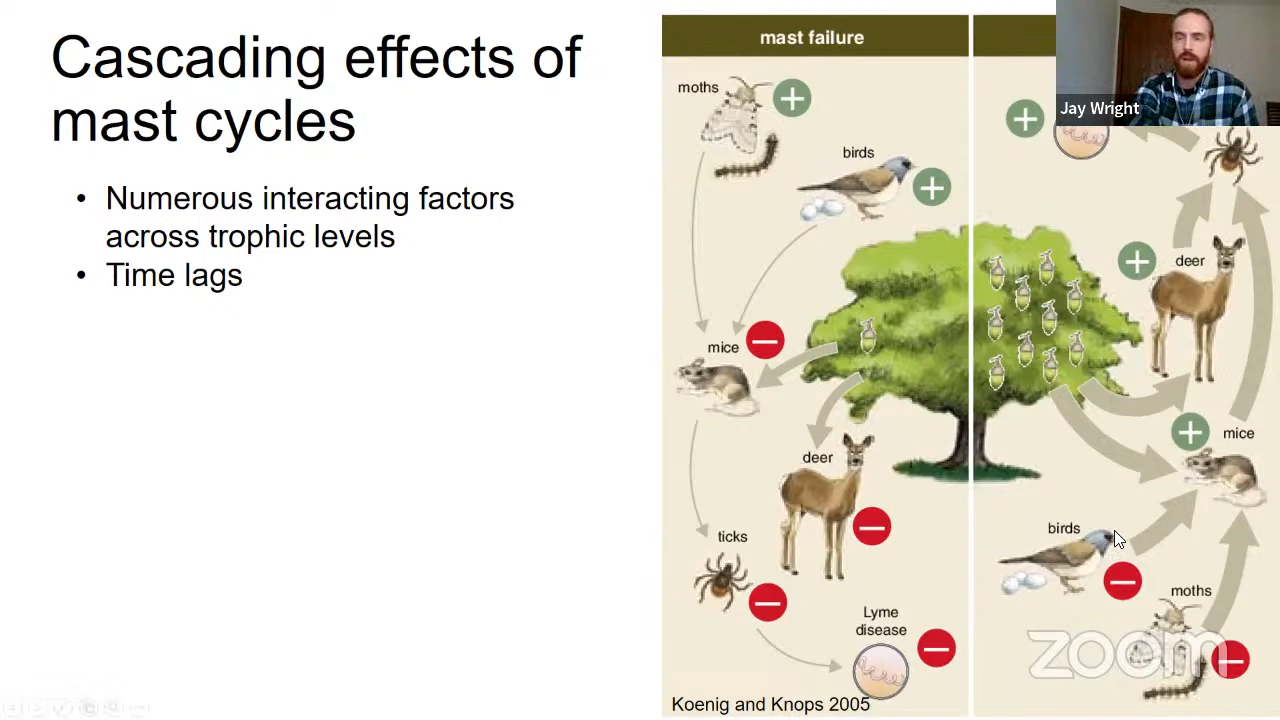 Cascading effects of
mast cycles
• Numerous interacting factors
across trophic levels
• Time lags
mast failure
moths
birds
mice
deer
ticks
Lyme
disease
Koenig and Knops 2005
Jay Wright
deer
mice
birds
moths
zoom